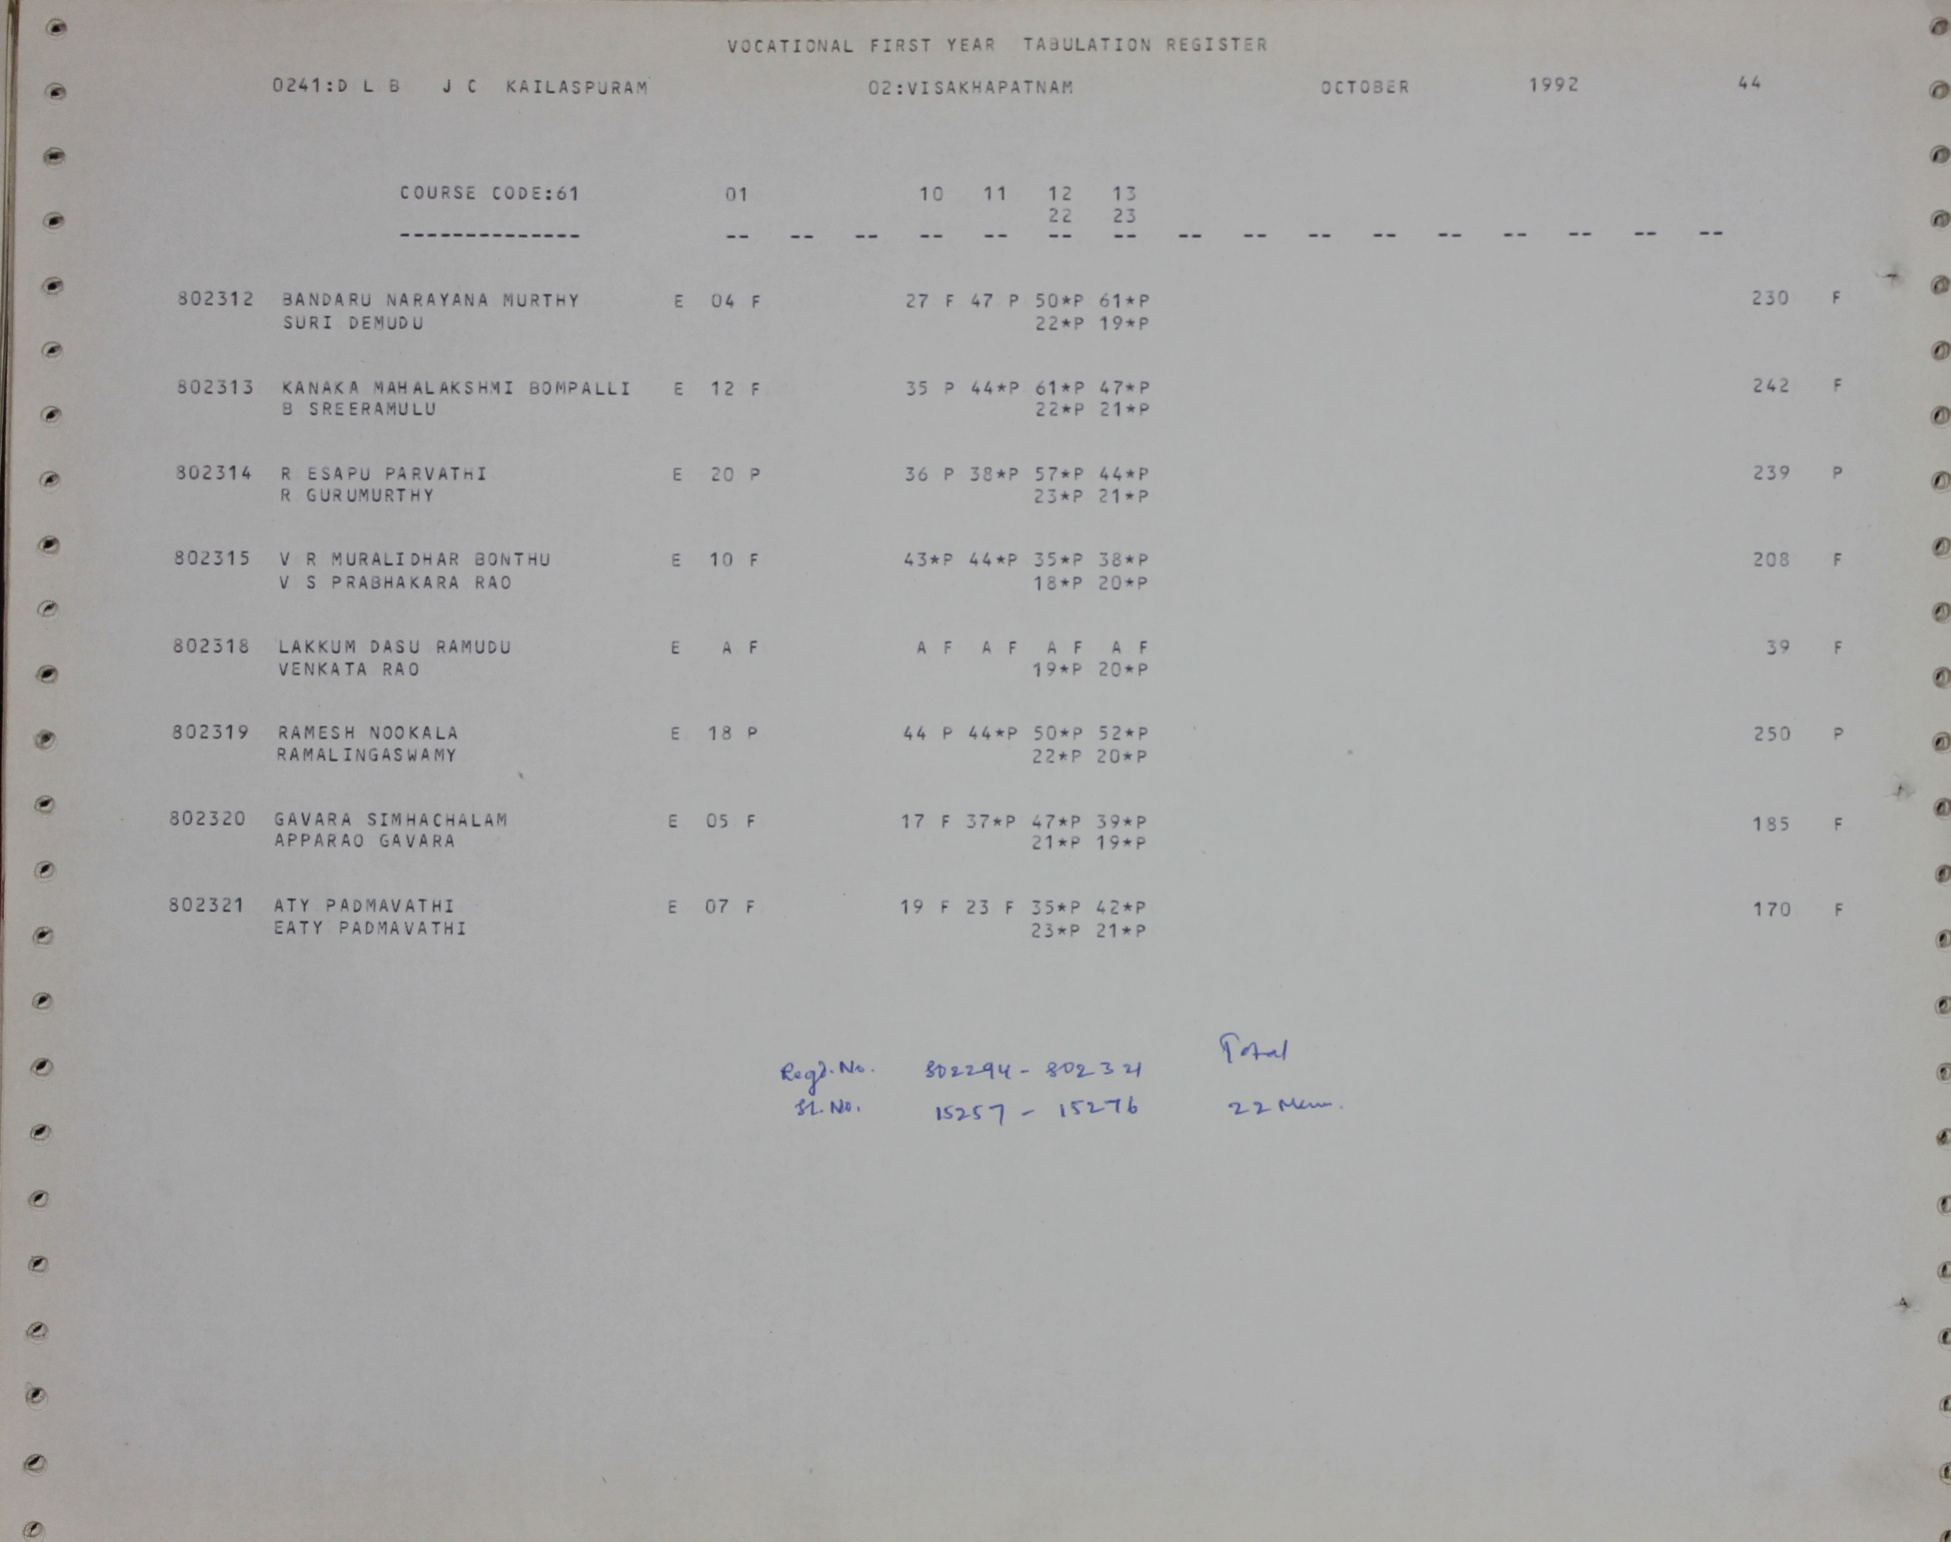 VOCATIONAL FIRST YEAR TABULATION REGISTER
0241:D L B J C KAILASPURAM 02:VISAKHAPATNAM OCTOBER 1992 44
COURSE CODE:61 01 10 11 12 13
22 23
-------------- -- -- -- -- -- -- -- -- -- -- -- -- -- -- -- --
802312 BANDARU NARAYANA MURTHY E 04 F 27 F 47 P 50*P 61*P 230 F
SURI DEMUDU 22*P 19*P
802313 KANAKA MAHALAKSHMI BOMPALLI E 12 F 35 P 44*P 61*P 47*P 242 F
B SREERAMULU 22*P 21*P
802314 R ESAPU PARVATHI E 20 P 36 P 38*P 57*P 44*P 239 P
R GURUMURTHY 23*P 21*P
802315 V R MURALIDHAR BONTHU E 10 F 43*P 44*P 35*P 38*P 208 F
V S PRABHAKARA RAO 18*P 20*P
802318 LAKKUM DASU RAMUDU E A F A F A F A F A F 39 F
VENKATA RAO 19*P 20*P
802319 RAMESH NOOKALA E 18 P 44 P 44*P 50*P 52*P 250 P
RAMALINGASWAMY 22*P 20*P
802320 GAVARA SIMHACHALAM E 05 F 17 F 37*P 47*P 39*P 185 F
APPARAO GAVARA 21*P 19*P
802321 ATY PADMAVATHI E 07 F 19 F 23 F 35*P 42*P 170 F
EATY PADMAVATHI 23*P 21*P
Total
Regd.No. 802294 - 802321
Sl.No. 15257 - 15276 22